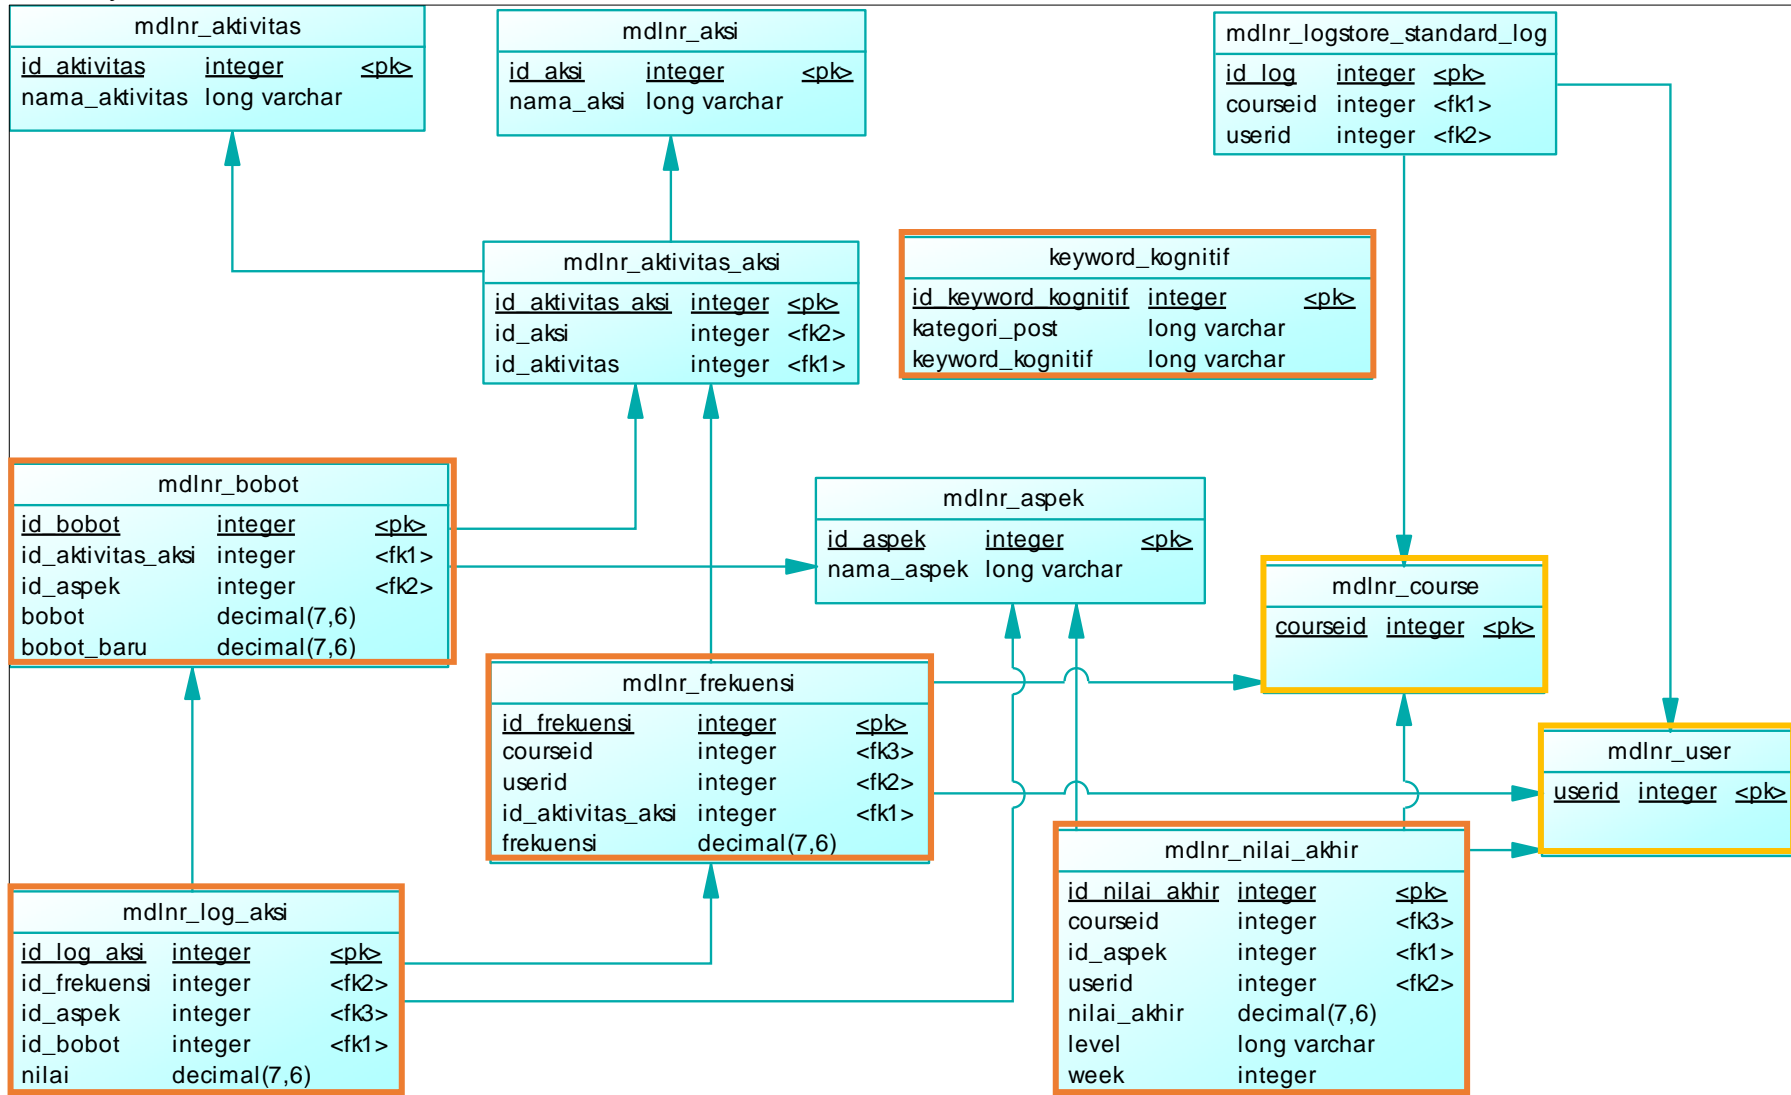 mdlnr_aktivitas
id_aktivitas integer <pk>
nama_aktivitas long varchar
mdlnr_aksi
id_aksi integer <pk>
nama_aksi long varchar
mdlnr_logstore_standard_log
id_log integer <pk>
courseid integer <fk1>
userid integer <fk2>
mdlnr_aktivitas_aksi
id_aktivitas_aksi integer <pk>
id_aksi integer <fk2>
id_aktivitas integer <fk1>
keyword_kognitif
id_keyword_kognitif integer <pk>
kategori_post long varchar
keyword_kognitif long varchar
mdlnr_bobot
id_bobot integer <pk>
id_aktivitas_aksi integer <fk1>
id_aspek integer <fk2>
bobot decimal(7,6)
bobot_baru decimal(7,6)
mdlnr_aspek
id_aspek integer <pk>
nama_aspek long varchar
mdlnr_course
courseid integer <pk>
mdlnr_frekuensi
id_frekuensi integer <pk>
courseid integer <fk3>
userid integer <fk2>
id_aktivitas_aksi integer <fk1>
frekuensi decimal(7,6)
mdlnr_user
userid integer <pk>
mdlnr_log_aksi
id_log_aksi integer <pk>
id_frekuensi integer <fk2>
id_aspek integer <fk3>
id_bobot integer <fk1>
nilai decimal(7,6)
mdlnr_nilai_akhir
id_nilai_akhir integer <pk>
courseid integer <fk3>
id_aspek integer <fk1>
userid integer <fk2>
nilai_akhir decimal(7,6)
level long varchar
week integer